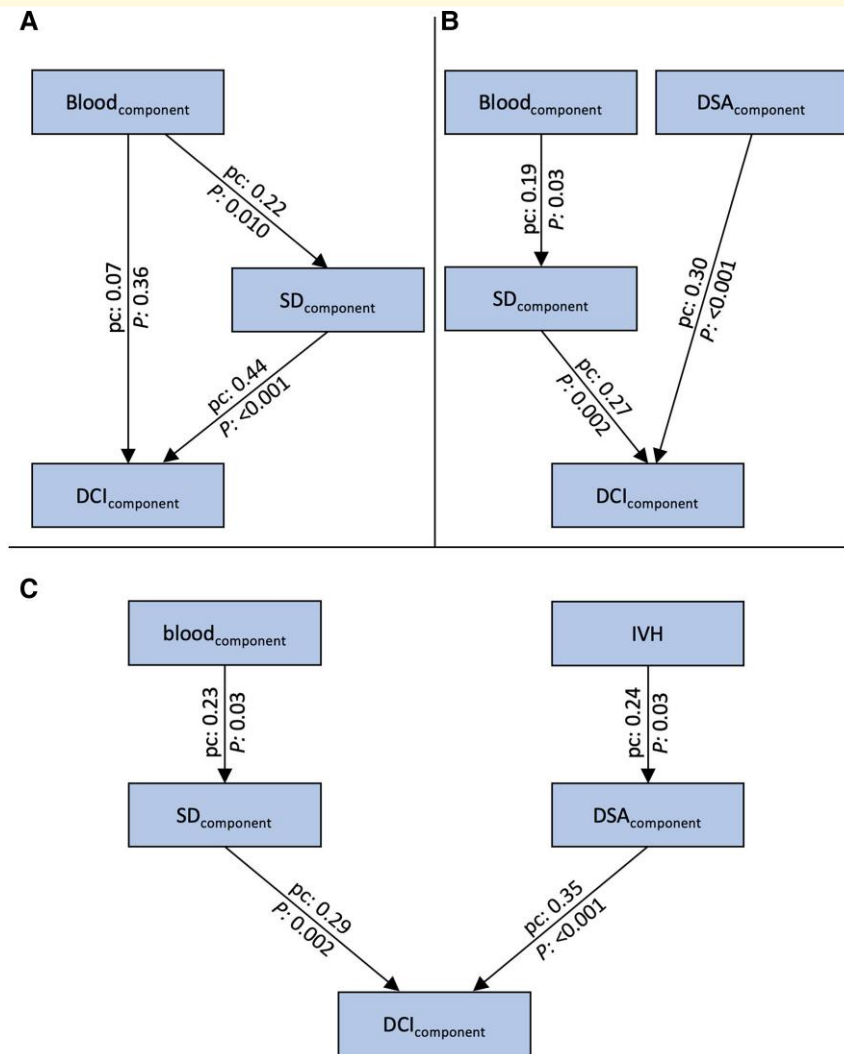 A
Blood component
pc: 0.22
P: 0.010
pc: 0.07
P: 0.36
SD component
pc: 0.44
P: <0.001
DCI component
B
Blood component
DSA component
pc: 0.19
P: 0.03
pc: 0.30
P: <0.001
SD component
pc: 0.27
P: 0.002
DCI component
C
blood component
IVH
pc: 0.23
P: 0.03
pc: 0.24
P: 0.03
SD component
DSA component
pc: 0.29
P: 0.002
pc: 0.35
P: <0.001
DCI component